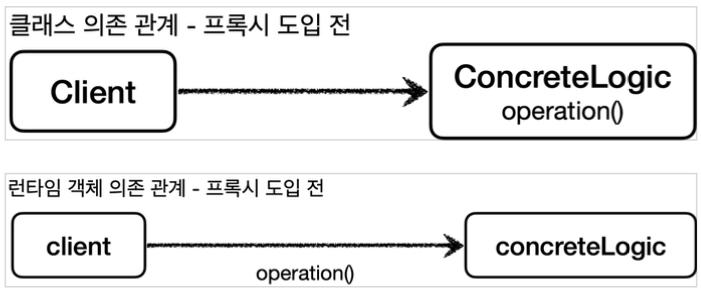 클래스 의존 관계 - 프록시 도입 전
Client
ConcreteLogic
operation()
런타임 객체 의존 관계 - 프록시 도입 전
client
concreteLogic
operation()